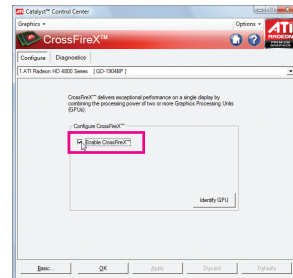 Catalyst™ Control Center
Graphics ▾
Options ▾
CrossFireX™
ATI
RADEON
PREMIUM
GRAPHICS
Configure
Diagnostics
1.ATI Radeon HD 4800 Series [GD-1904BF]
CrossFireX™ delivers exceptional performance on a single display by
combining the processing power of two or more Graphics Processing Units
(GPUs).
Configure CrossFireX™
Enable CrossFireX™
Identify GPU
Basic...
OK
Apply
Discard
Defaults